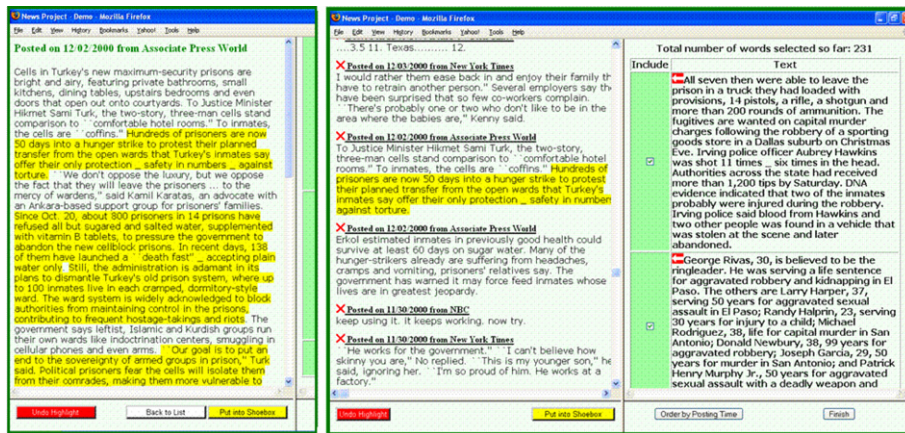 News Project - Demo - Mozilla Firefox
File Edit View History Bookmarks Yahoo! Tools Help
Posted on 12/02/2000 from Associate Press World
Cells in Turkey's new maximum-security prisons are
bright and airy, featuring private bathrooms, small
kitchens, dining tables, upstairs bedrooms and even
doors that open out onto courtyards. To Justice Minister
Hikmet Sami Turk, the two-story, three-man cells stand
comparison to ``comfortable hotel rooms.'' To inmates,
the cells are ``coffins.'' Hundreds of prisoners are now
50 days into a hunger strike to protest their planned
transfer from the open wards that Turkey's inmates say
offer their only protection _ safety in numbers _ against
torture. ``We don't oppose the luxury, but we oppose
the fact that they will leave the prisoners ... to the
mercy of wardens,'' said Kamil Karatas, an advocate with
an Ankara-based support group for prisoners' families.
Since Oct. 20, about 800 prisoners in 14 prisons have
refused all but sugared and salted water, supplemented
with vitamin B tablets, to pressure the government to
abandon the new cellblock prisons. In recent days, 138
of them have launched a ``death fast'' _ accepting plain
water only. Still, the administration is adamant in its
plans to dismantle Turkey's old prison system, where up
to 100 inmates live in each cramped, dormitory-style
ward. The ward system is widely acknowledged to block
authorities from maintaining control in the prisons,
contributing to frequent hostage-takings and riots. The
government says leftist, Islamic and Kurdish groups run
their own wards like indoctrination centers, smuggling in
cellular phones and even arms. ``Our goal is to put an
end to the sovereignty of armed groups in prison,'' Turk
said. Political prisoners fear the cells will isolate them
from their comrades, making them more vulnerable to
Undo Highlight Back to List Put into Shoebox
News Project - Demo - Mozilla Firefox
File Edit View History Bookmarks Yahoo! Tools Help
....3.5 11. Texas.......... 12.
Posted on 12/03/2000 from New York Times
I would rather them ease back in and enjoy their family th
have to retrain another person.'' Several employers say the
have been surprised that so few co-workers complain.
``There's probably one or two who don't like to be in the
area where the babies are,'' Kenny said.
Posted on 12/02/2000 from Associate Press World
To Justice Minister Hikmet Sami Turk, the two-story,
three-man cells stand comparison to ``comfortable hotel
rooms.'' To inmates, the cells are ``coffins.'' Hundreds of
prisoners are now 50 days into a hunger strike to protest
their planned transfer from the open wards that Turkey's
inmates say offer their only protection _ safety in numbers
against torture.
Posted on 12/02/2000 from Associate Press World
Erkol estimated inmates in previously good health could
survive at least 60 days on sugar water. Many of the
hunger-strikers already are suffering from headaches,
cramps and vomiting, prisoners' relatives say. The
government has warned it may force feed inmates whose
lives are in greatest jeopardy.
Posted on 11/30/2000 from NBC
keep using it. it keeps working. now try.
Posted on 11/30/2000 from New York Times
``He works for the government.'' ``I can't believe how
skinny you are,'' No replied. ``This is my younger son,'' he
said, ignoring her. ``I'm so proud of him. He works at a
factory.''
Undo Highlight Put into Shoebox
Total number of words selected so far: 231
Include Text
All seven then were able to leave the
prison in a truck they had loaded with
provisions, 14 pistols, a rifle, a shotgun and
more than 200 rounds of ammunition. The
fugitives are wanted on capital murder
charges following the robbery of a sporting
goods store in a Dallas suburb on Christmas
Eve. Irving police officer Aubrey Hawkins
was shot 11 times _ six times in the head.
Authorities across the state had received
more than 1,200 tips by Saturday. DNA
evidence indicated that two of the inmates
probably were injured during the robbery.
Irving police said blood from Hawkins and
two other people was found in a vehicle that
was stolen at the scene and later
abandoned.
George Rivas, 30, is believed to be the
ringleader. He was serving a life sentence
for aggravated robbery and kidnapping in El
Paso. The others are Larry Harper, 37,
serving 50 years for aggravated sexual
assault in El Paso; Randy Halprin, 23, serving
30 years for injury to a child; Michael
Rodriguez, 38, life for capital murder in San
Antonio; Donald Newbury, 38, 99 years for
aggravated robbery; Joseph Garcia, 29, 50
years for murder in San Antonio; and Patrick
Henry Murphy Jr., 50 years for aggravated
sexual assault with a deadly weapon and
Order by Posting Time Finish